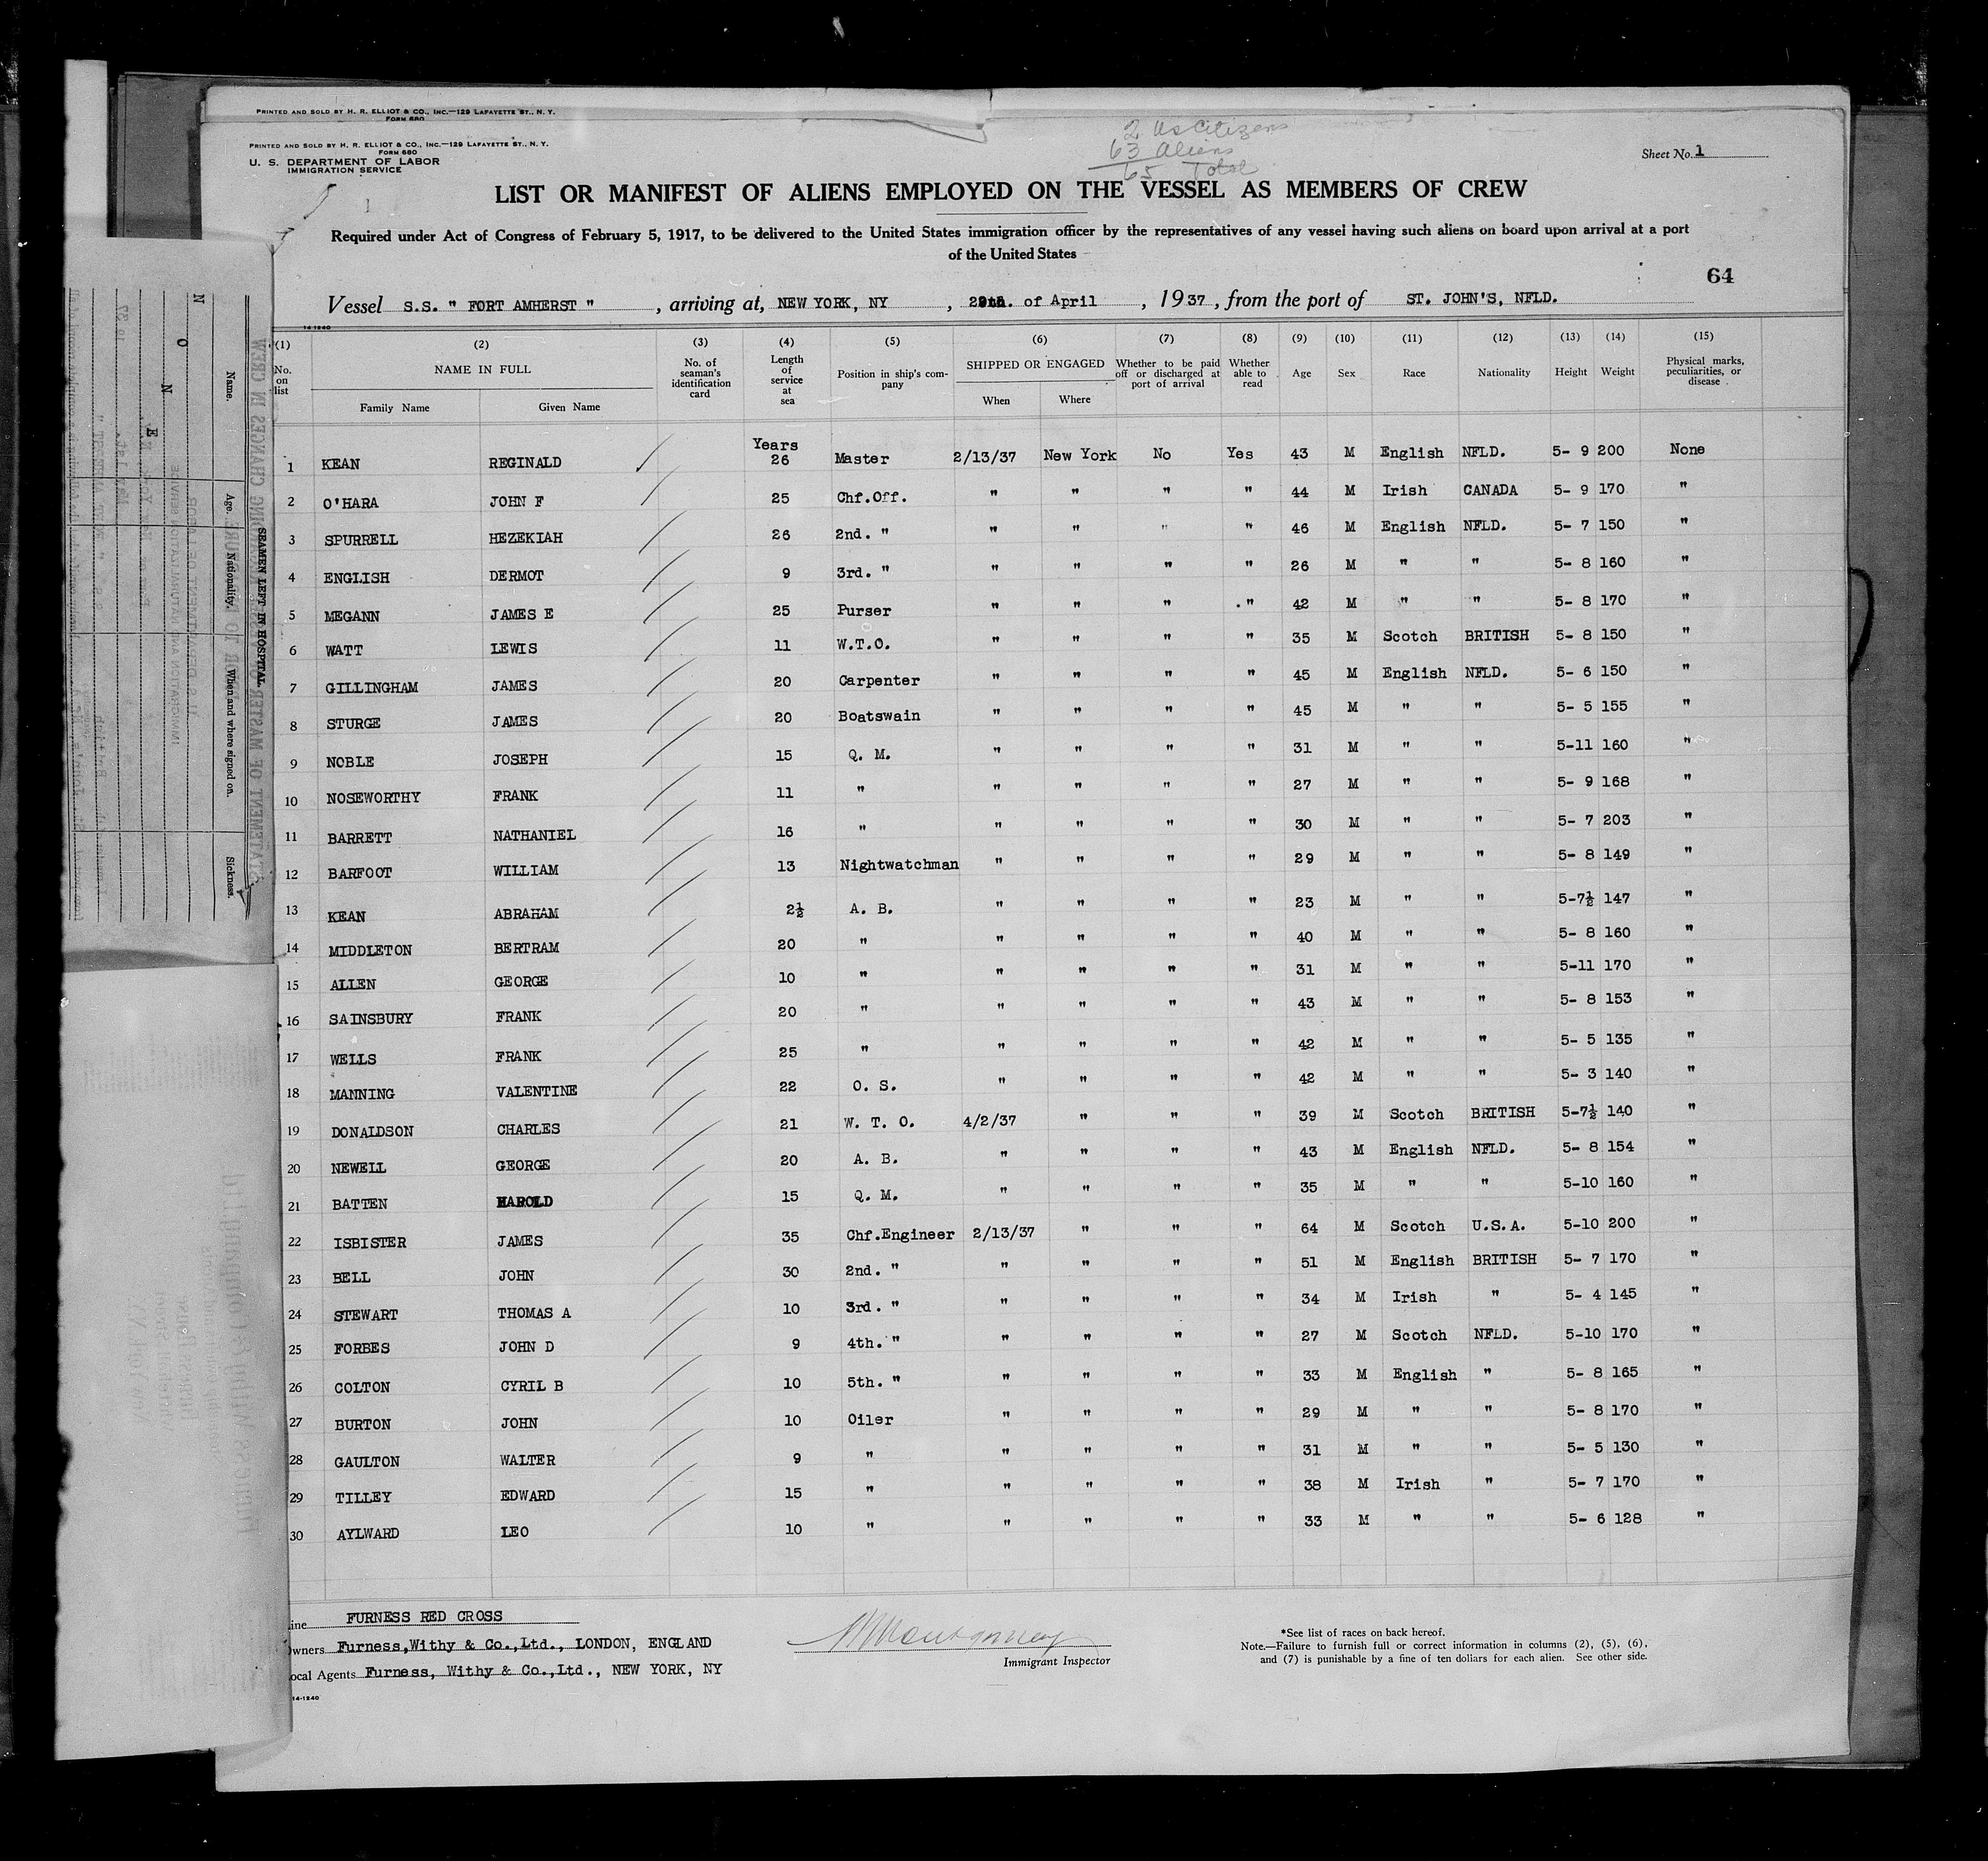 PRINTED AND SOLD BY H. R. ELLIOT & CO., INC.—129 LAFAYETTE ST., N. Y.
FORM 680
PRINTED AND SOLD BY H. R. ELLIOT & CO., INC.—129 LAFAYETTE ST., N. Y.
FORM 680
U. S. DEPARTMENT OF LABOR
IMMIGRATION SERVICE
2 US Citizens
63 Aliens
65 Total
Sheet No. 1
LIST OR MANIFEST OF ALIENS EMPLOYED ON THE VESSEL AS MEMBERS OF CREW
Required under Act of Congress of February 5, 1917, to be delivered to the United States immigration officer by the representatives of any vessel having such aliens on board upon arrival at a port
of the United States
64
Vessel S.S. " FORT AMHERST " , arriving at, NEW YORK, NY , of April , 1937, from the port of ST. JOHN'S, NFLD.
14-1240
(1) (2) (3) (4) (5) (6) (7) (8) (9) (10) (11) (12) (13) (14) (15)
No. on list NAME IN FULL Family Name Given Name No. of seaman's identification card Length of service at sea Position in ship's company SHIPPED OR ENGAGED When Where Whether to be paid off or discharged at port of arrival Whether able to read Age Sex Race Nationality Height Weight Physical marks, peculiarities, or disease
Years
1 KEAN REGINALD 26 Master 2/13/37 New York No Yes 43 M English NFLD. 5- 9 200 None
2 O'HARA JOHN F 25 Chf.Off. " " " " 44 M Irish CANADA 5- 9 170 "
3 SPURRELL HEZEKIAH 26 2nd. " " " " " 46 M English NFLD. 5- 7 150 "
4 ENGLISH DERMOT 9 3rd. " " " " " 26 M " " 5- 8 160 "
5 MEGANN JAMES E 25 Purser " " " " 42 M " " 5- 8 170 "
6 WATT LEWIS 11 W.T.O. " " " " 35 M Scotch BRITISH 5- 8 150 "
7 GILLINGHAM JAMES 20 Carpenter " " " " 45 M English NFLD. 5- 6 150 "
8 STURGE JAMES 20 Boatswain " " " " 45 M " " 5- 5 155 "
9 NOBLE JOSEPH 15 Q. M. " " " " 31 M " " 5-11 160 "
10 NOSEWORTHY FRANK 11 " " " " " 27 M " " 5- 9 168 "
11 BARRETT NATHANIEL 16 " " " " " 30 M " " 5- 7 203 "
12 BARFOOT WILLIAM 13 Nightwatchman " " " " 29 M " " 5- 8 149 "
13 KEAN ABRAHAM 2½ A. B. " " " " 23 M " " 5-7½ 147 "
14 MIDDLETON BERTRAM 20 " " " " " 40 M " " 5- 8 160 "
15 ALLEN GEORGE 10 " " " " " 31 M " " 5-11 170 "
16 SAINSBURY FRANK 20 " " " " " 43 M " " 5- 8 153 "
17 WELLS FRANK 25 " " " " " 42 M " " 5- 5 135 "
18 MANNING VALENTINE 22 O. S. " " " " 42 M " " 5- 3 140 "
19 DONALDSON CHARLES 21 W. T. O. 4/2/37 " " " 39 M Scotch BRITISH 5-7½ 140 "
20 NEWELL GEORGE 20 A. B. " " " " 43 M English NFLD. 5- 8 154 "
21 BATTEN HAROLD 15 Q. M. " " " " 35 M " " 5-10 160 "
22 ISBISTER JAMES 35 Chf.Engineer 2/13/37 " " " 64 M Scotch U.S.A. 5-10 200 "
23 BELL JOHN 30 2nd. " " " " " 51 M English BRITISH 5- 7 170 "
24 STEWART THOMAS A 10 3rd. " " " " " 34 M Irish " 5- 4 145 "
25 FORBES JOHN D 9 4th. " " " " " 27 M Scotch NFLD. 5-10 170 "
26 COLTON CYRIL B 10 5th. " " " " " 33 M English " 5- 8 165 "
27 BURTON JOHN 10 Oiler " " " " 29 M " " 5- 8 170 "
28 GAULTON WALTER 9 " " " " " 31 M " " 5- 5 130 "
29 TILLEY EDWARD 15 " " " " " 38 M Irish " 5- 7 170 "
30 AYLWARD LEO 10 " " " " " 33 M " " 5- 6 128 "
ine FURNESS RED CROSS
wners Furness,Withy & Co.,Ltd., LONDON, ENGLAND
ocal Agents Furness, Withy & Co.,Ltd., NEW YORK, NY
14-1240
Montgomery
Immigrant Inspector
*See list of races on back hereof.
Note.—Failure to furnish full or correct information in columns (2), (5), (6),
and (7) is punishable by a fine of ten dollars for each alien. See other side.
SEAMEN LEFT IN HOSPITAL
Name. Age. Nationality. When and where signed on. Sickness.
N O N E